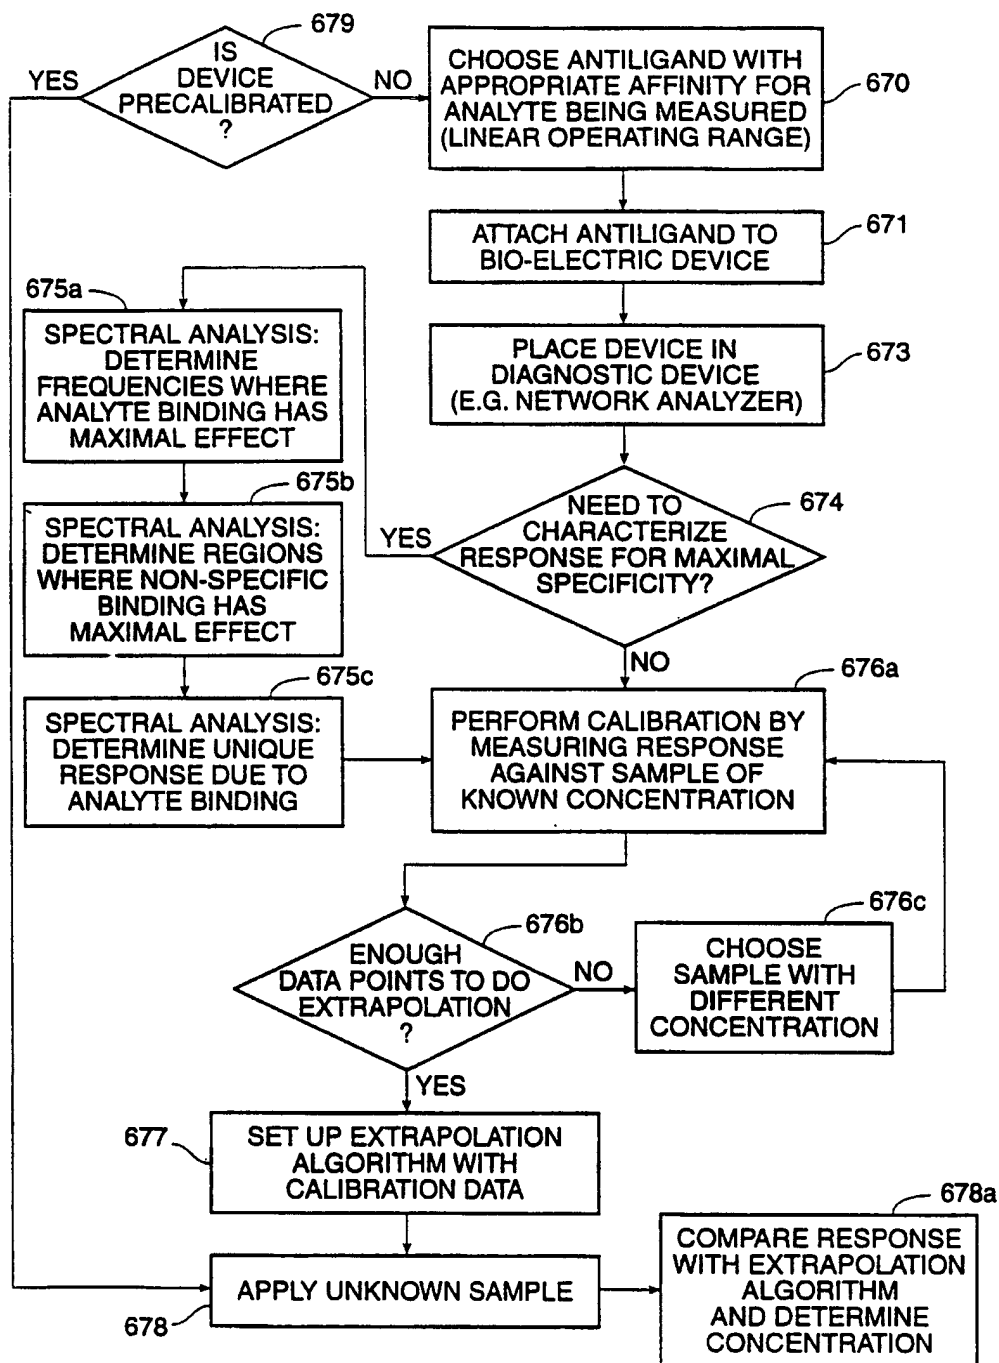 679
IS
DEVICE
PRECALIBRATED
?
YES
NO
CHOOSE ANTILIGAND WITH
APPROPRIATE AFFINITY FOR
ANALYTE BEING MEASURED
(LINEAR OPERATING RANGE)
670
ATTACH ANTILIGAND TO
BIO-ELECTRIC DEVICE
671
PLACE DEVICE IN
DIAGNOSTIC DEVICE
(E.G. NETWORK ANALYZER)
673
NEED TO
CHARACTERIZE
RESPONSE FOR MAXIMAL
SPECIFICITY?
674
YES
NO
675a
SPECTRAL ANALYSIS:
DETERMINE
FREQUENCIES WHERE
ANALYTE BINDING HAS
MAXIMAL EFFECT
675b
SPECTRAL ANALYSIS:
DETERMINE REGIONS
WHERE NON-SPECIFIC
BINDING HAS
MAXIMAL EFFECT
675c
SPECTRAL ANALYSIS:
DETERMINE UNIQUE
RESPONSE DUE TO
ANALYTE BINDING
676a
PERFORM CALIBRATION BY
MEASURING RESPONSE
AGAINST SAMPLE OF
KNOWN CONCENTRATION
676b
ENOUGH
DATA POINTS TO DO
EXTRAPOLATION
?
NO
YES
676c
CHOOSE
SAMPLE WITH
DIFFERENT
CONCENTRATION
677
SET UP EXTRAPOLATION
ALGORITHM WITH
CALIBRATION DATA
APPLY UNKNOWN SAMPLE
678
678a
COMPARE RESPONSE
WITH EXTRAPOLATION
ALGORITHM
AND DETERMINE
CONCENTRATION